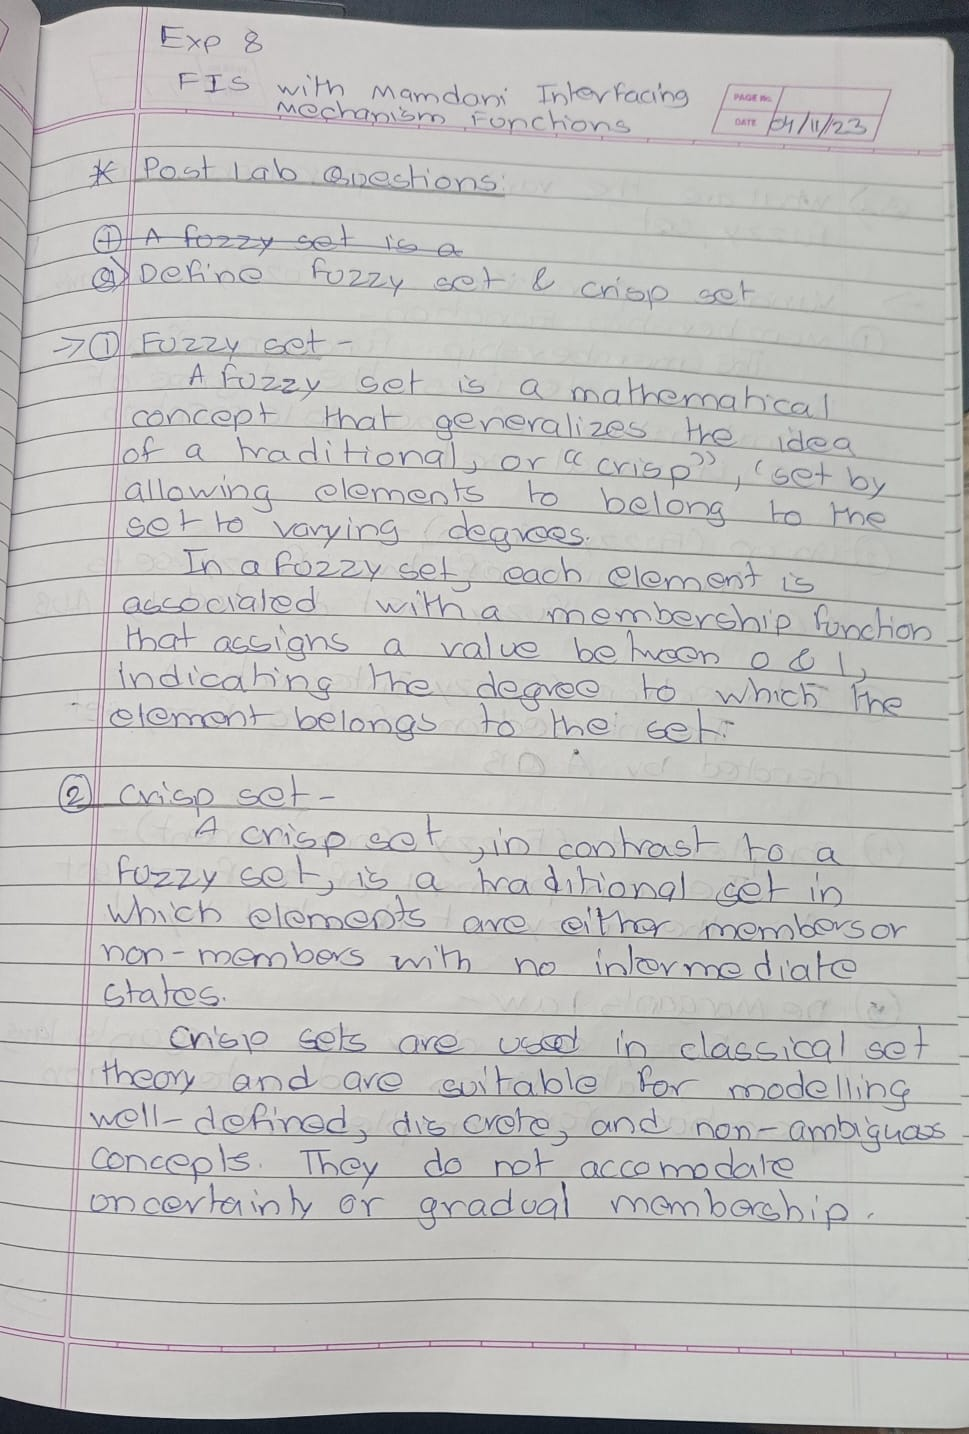 Exp 8
FIS with Mamdani Interfacing
Mechanism Functions
PAGE No.
DATE 04/11/23
* Post Lab Questions:
① A fuzzy set is a
Q) Define fuzzy set & crisp set
→ ① Fuzzy set -
A fuzzy set is a mathematical
concept that generalizes the idea
of a traditional, or "crisp", set by
allowing elements to belong to the
set to varying degrees.
In a fuzzy set, each element is
associated with a membership function
that assigns a value between 0 & 1,
indicating the degree to which the
element belongs to the set.
② Crisp set -
A crisp set, in contrast to a
fuzzy set, is a traditional set in
which elements are either members or
non-members with no intermediate
states.
Crisp sets are used in classical set
theory and are suitable for modelling
well-defined, discrete, and non-ambiguous
concepts. They do not accomodate
uncertainty or gradual membership.